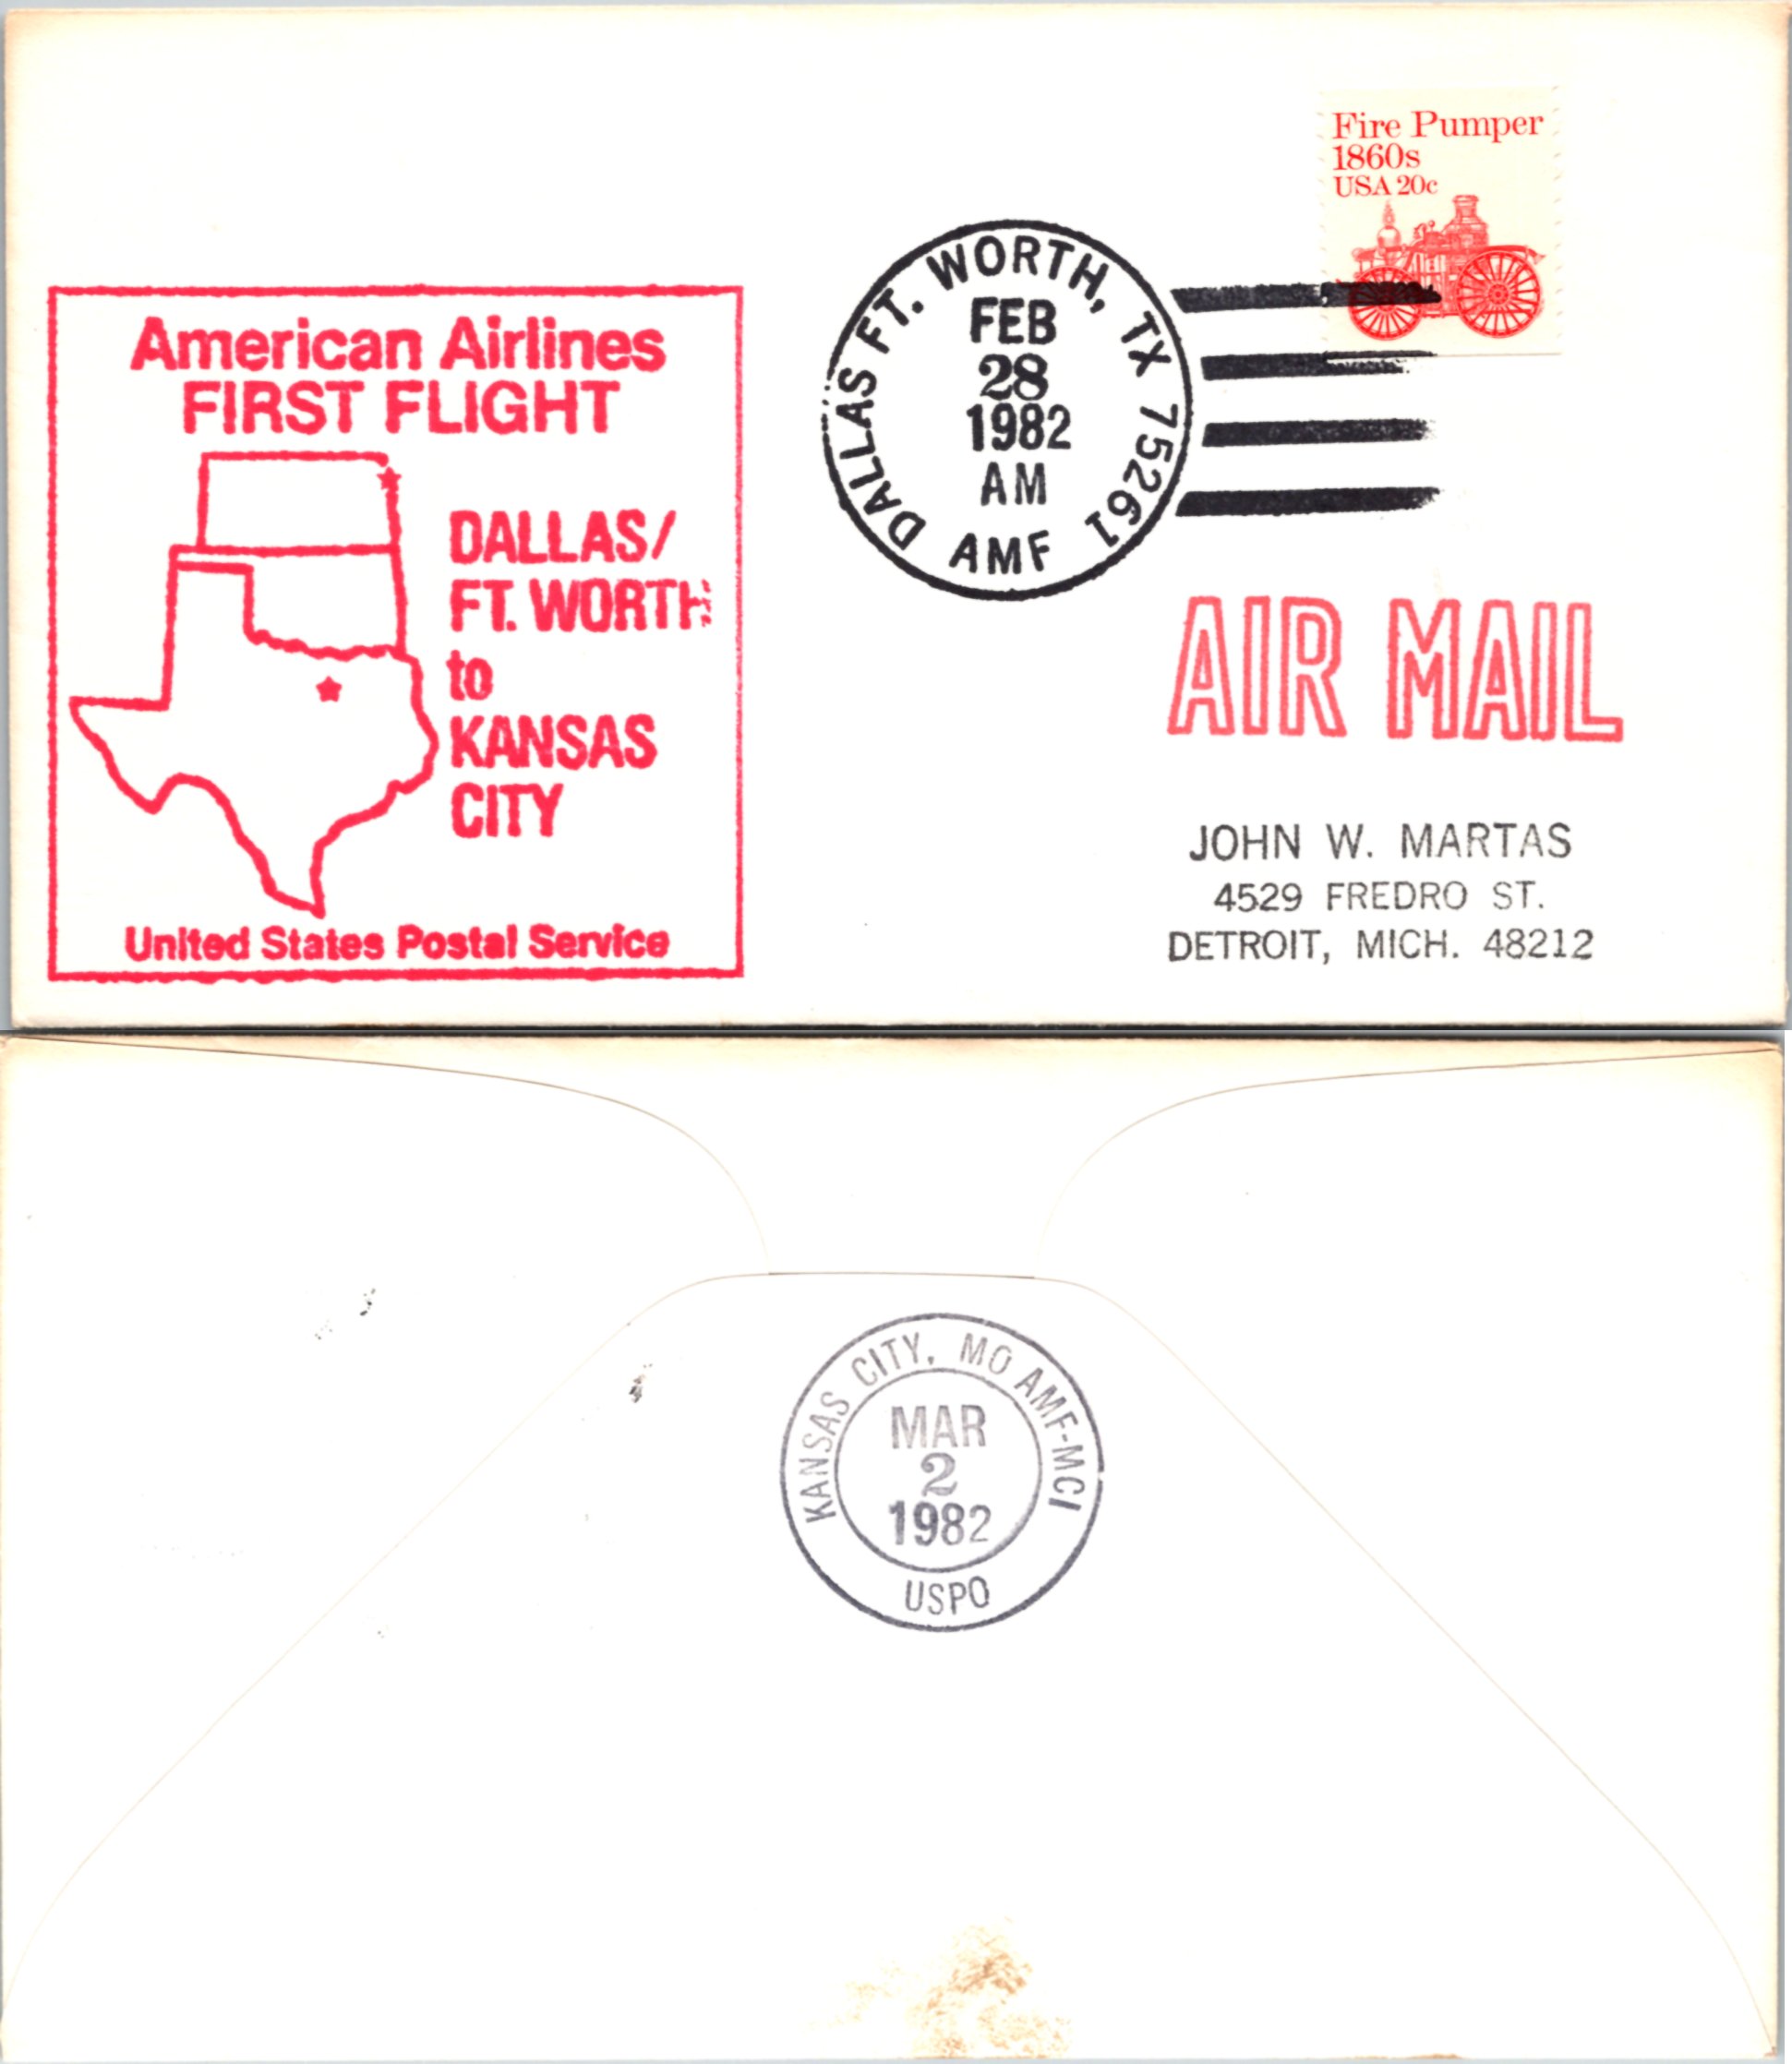 Fire Pumper
1860s
USA 20c
American Airlines
FIRST FLIGHT
DALLAS/
FT. WORTH
to
KANSAS
CITY
United States Postal Service
DALLAS FT. WORTH, TX 75261
FEB
28
1982
AM
AMF
AIR MAIL
JOHN W. MARTAS
4529 FREDRO ST.
DETROIT, MICH. 48212
KANSAS CITY, MO AMF-MCI
MAR
2
1982
USPO